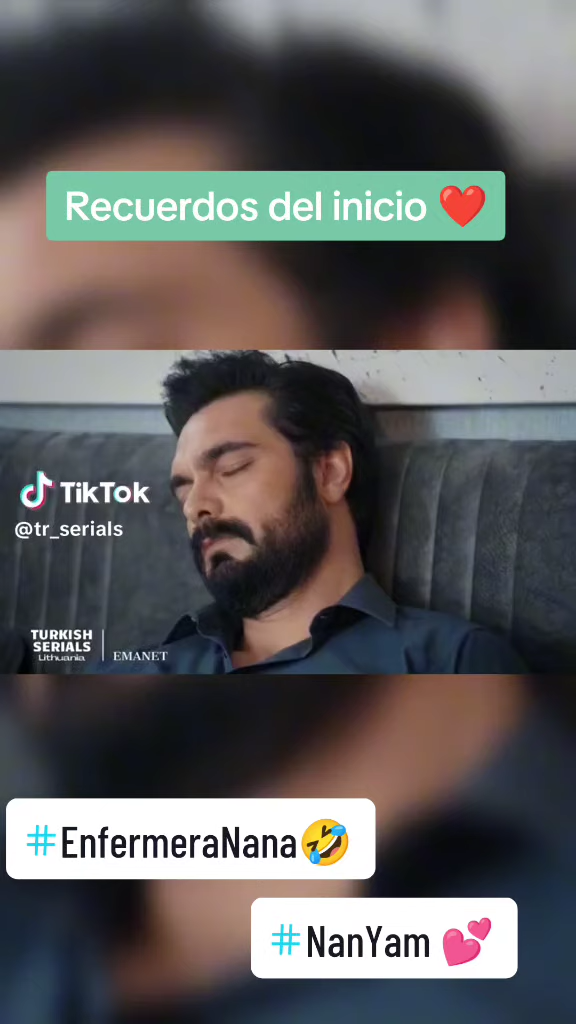 Recuerdos del inicio ❤️
TikTok
@tr_serials
TURKISH
SERIALS
Lithuania
EMANET
#EnfermeraNana🤣
#NanYam 💕